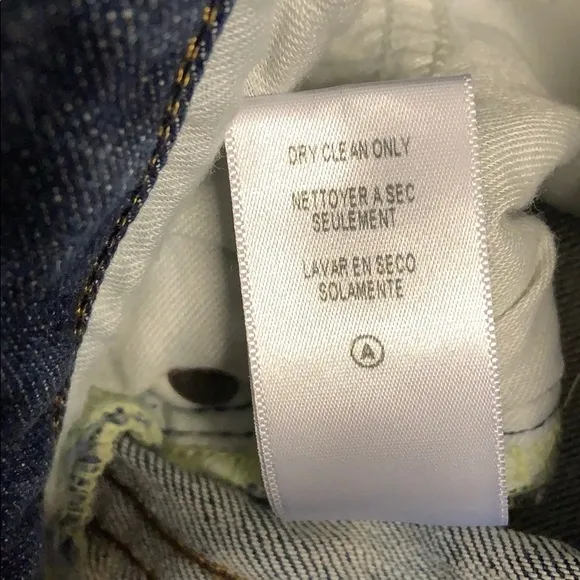 DRY CLEAN ONLY
NETTOYER A SEC
SEULEMENT
LAVAR EN SECO
SOLAMENTE
A